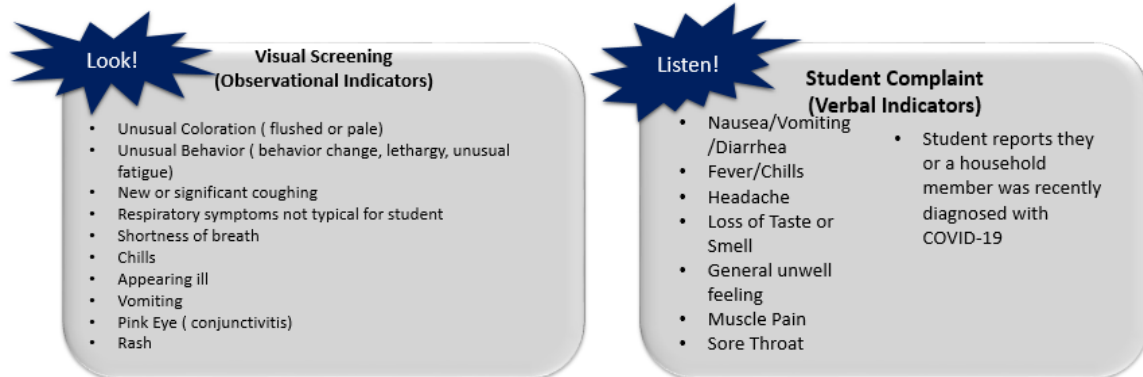 Look!
Visual Screening
(Observational Indicators)
• Unusual Coloration ( flushed or pale)
• Unusual Behavior ( behavior change, lethargy, unusual
fatigue)
• New or significant coughing
• Respiratory symptoms not typical for student
• Shortness of breath
• Chills
• Appearing ill
• Vomiting
• Pink Eye ( conjunctivitis)
• Rash
Listen!
Student Complaint
(Verbal Indicators)
• Nausea/Vomiting
/Diarrhea
• Fever/Chills
• Headache
• Loss of Taste or
Smell
• General unwell
feeling
• Muscle Pain
• Sore Throat
• Student reports they
or a household
member was recently
diagnosed with
COVID-19